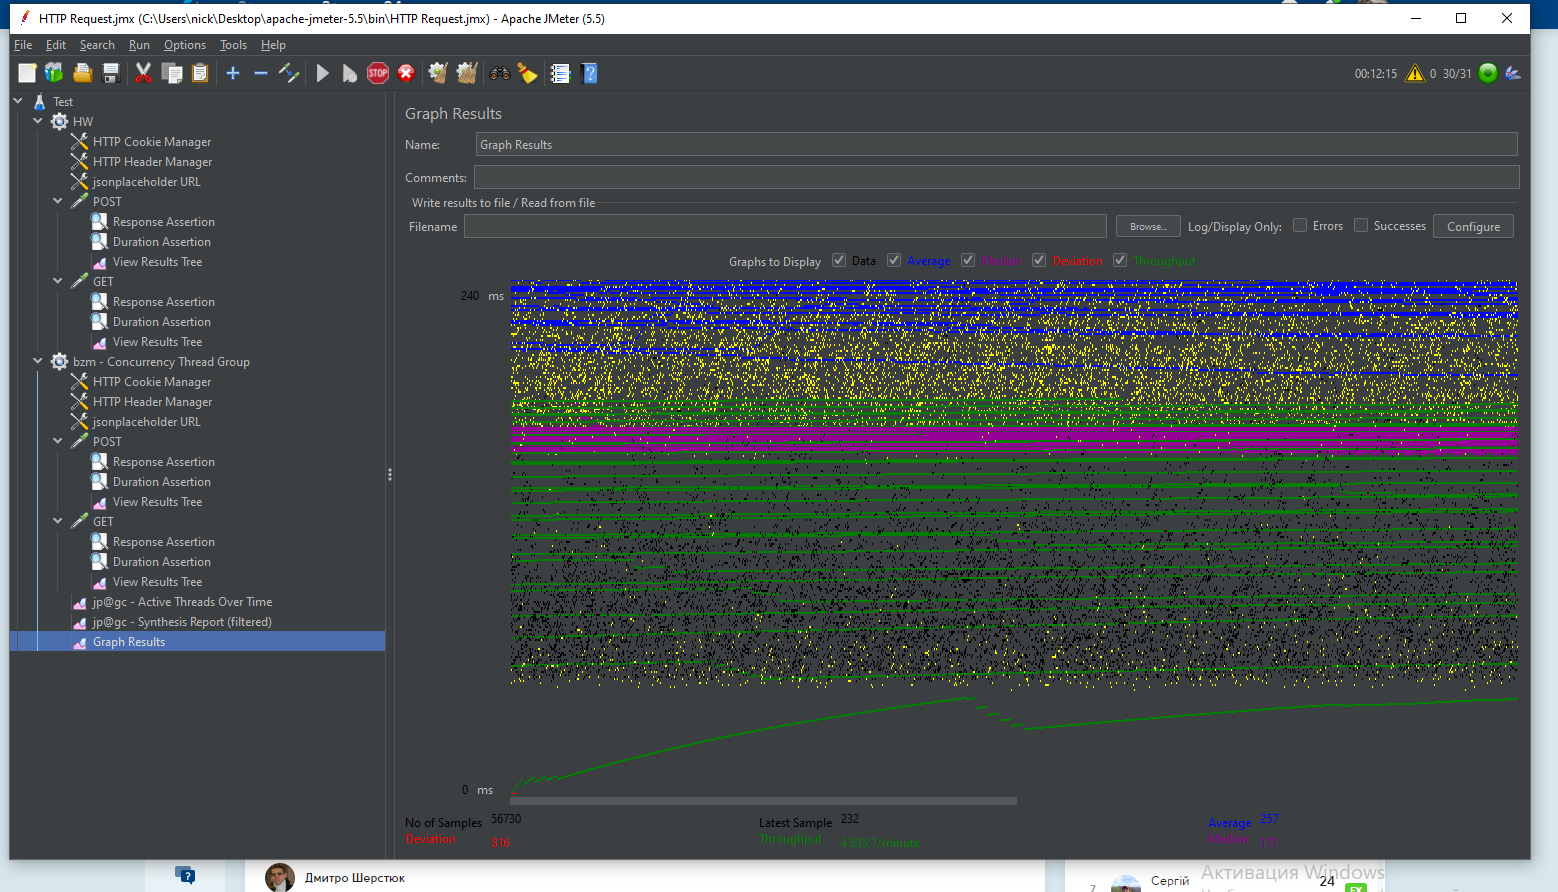 HTTP Request.jmx (C:\Users\nick\Desktop\apache-jmeter-5.5\bin\HTTP Request.jmx) - Apache JMeter (5.5)
File Edit Search Run Options Tools Help
STOP
00:12:15 0 30/31
Test
HW
HTTP Cookie Manager
HTTP Header Manager
jsonplaceholder URL
POST
Response Assertion
Duration Assertion
View Results Tree
GET
Response Assertion
Duration Assertion
View Results Tree
bzm - Concurrency Thread Group
HTTP Cookie Manager
HTTP Header Manager
jsonplaceholder URL
POST
Response Assertion
Duration Assertion
View Results Tree
GET
Response Assertion
Duration Assertion
View Results Tree
jp@gc - Active Threads Over Time
jp@gc - Synthesis Report (filtered)
Graph Results
Graph Results
Name: Graph Results
Comments:
Write results to file / Read from file
Filename Browse... Log/Display Only: Errors Successes Configure
Graphs to Display Data Average Median Deviation Throughput
240 ms
0 ms
No of Samples 56730 Latest Sample 232 Average 257
Deviation 816 Throughput 4 635,7/minute Median 171
Дмитро Шерстюк
7 Сергій 24
EX
Активация Windows